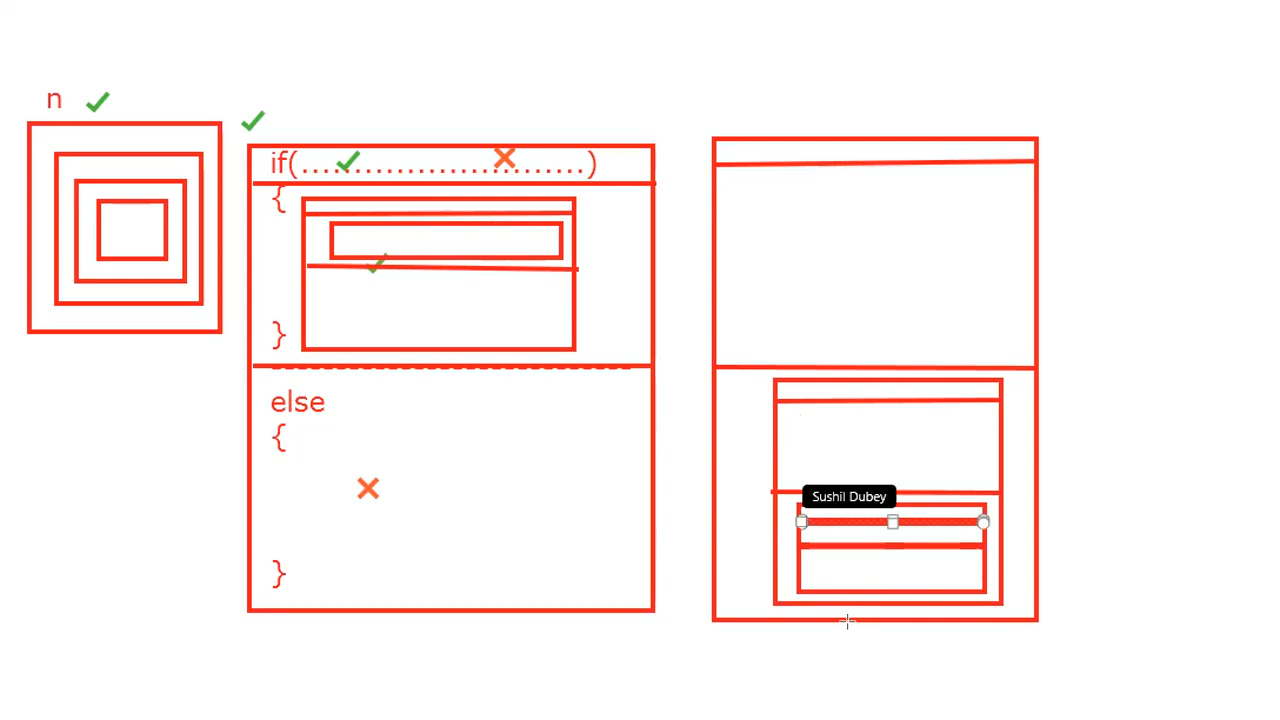 n
if(...........................)
{
}
else
{
}
Sushil Dubey